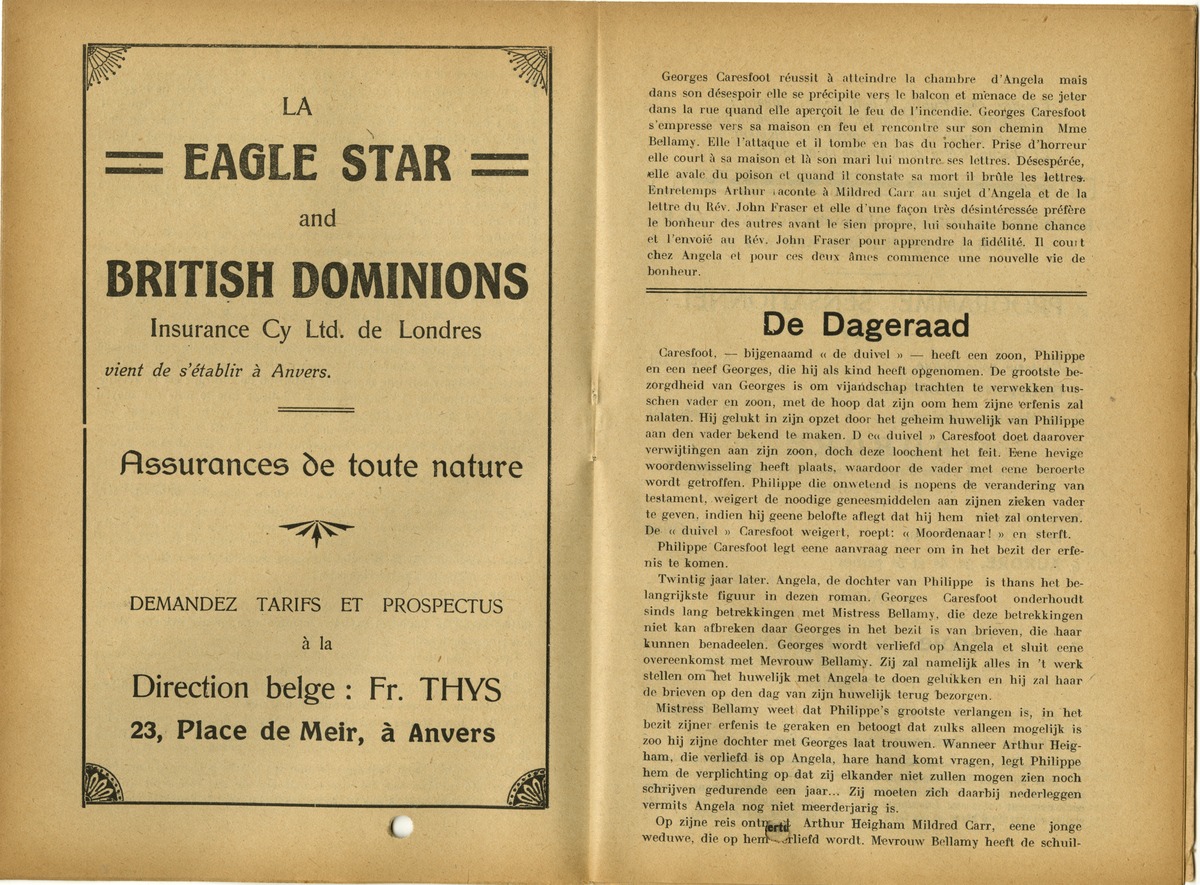 LA
EAGLE STAR
and
BRITISH DOMINIONS
Insurance Cy Ltd. de Londres
vient de s'établir à Anvers.
Assurances de toute nature
DEMANDEZ TARIFS ET PROSPECTUS
à la
Direction belge : Fr. THYS
23, Place de Meir, à Anvers
Georges Caresfoot réussit à atteindre la chambre d'Angela mais
dans son désespoir elle se précipite vers le balcon et menace de se jeter
dans la rue quand elle aperçoit le feu de l'incendie. Georges Caresfoot
s'empresse vers sa maison en feu et rencontre sur son chemin Mme
Bellamy. Elle l'attaque et il tombe en bas du rocher. Prise d'horreur
elle court à sa maison et là son mari lui montre ses lettres. Désespérée,
elle avale du poison et quand il constate sa mort il brûle les lettres.
Entretemps Arthur raconte à Mildred Carr au sujet d'Angela et de la
lettre du Rév. John Fraser et elle d'une façon très désintéressée préfère
le bonheur des autres avant le sien propre, lui souhaite bonne chance
et l'envoie au Rév. John Fraser pour apprendre la fidélité. Il court
chez Angela et pour ces deux âmes commence une nouvelle vie de
bonheur.
De Dageraad
Caresfoot, — bijgenaamd « de duivel » — heeft een zoon, Philippe
en een neef Georges, die hij als kind heeft opgenomen. De grootste be-
zorgdheid van Georges is om vijandschap trachten te verwekken tus-
schen vader en zoon, met de hoop dat zijn oom hem zijne erfenis zal
nalaten. Hij gelukt in zijn opzet door het geheim huwelijk van Philippe
aan den vader bekend te maken. D e« duivel » Caresfoot doet daarover
verwijtingen aan zijn zoon, doch deze loochent het feit. Eene hevige
woordenwisseling heeft plaats, waardoor de vader met eene beroerte
wordt getroffen. Philippe die onwetend is nopens de verandering van
testament, weigert de noodige geneesmiddelen aan zijnen zieken vader
te geven, indien hij geene belofte aflegt dat hij hem niet zal onterven.
De « duivel » Caresfoot weigert, roept: « Moordenaar! » en sterft.
Philippe Caresfoot legt eene aanvraag neer om in het bezit der erfe-
nis te komen.
Twintig jaar later. Angela, de dochter van Philippe is thans het be-
langrijkste figuur in dezen roman. Georges Caresfoot onderhoudt
sinds lang betrekkingen met Mistress Bellamy, die deze betrekkingen
niet kan afbreken daar Georges in het bezit is van brieven, die haar
kunnen benadeelen. Georges wordt verliefd op Angela et sluit eene
overeenkomst met Mevrouw Bellamy. Zij zal namelijk alles in 't werk
stellen om het huwelijk met Angela te doen gelukken en hij zal haar
de brieven op den dag van zijn huwelijk terug bezorgen.
Mistress Bellamy weet dat Philippe's grootste verlangen is, in het
bezit zijner erfenis te geraken en betoogt dat zulks alleen mogelijk is
zoo hij zijne dochter met Georges laat trouwen. Wanneer Arthur Heig-
ham, die verliefd is op Angela, hare hand komt vragen, legt Philippe
hem de verplichting op dat zij elkander niet zullen mogen zien noch
schrijven gedurende een jaar... Zij moeten zich daarbij nederleggen
vermits Angela nog niet meerderjarig is.
Op zijne reis Arthur Heigham Mildred Carr, eene jonge
weduwe, die op hem verliefd wordt. Mevrouw Bellamy heeft de schuil-